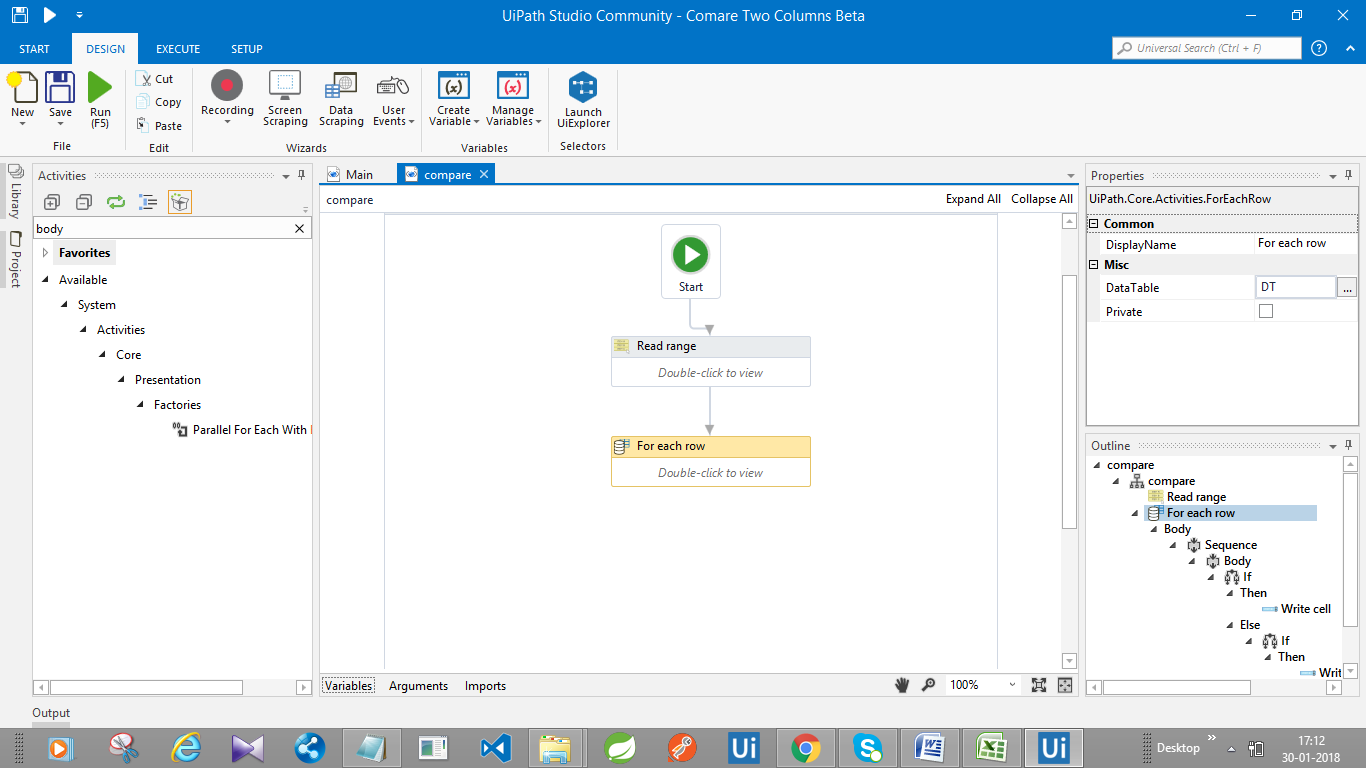 UiPath Studio Community - Comare Two Columns Beta
START DESIGN EXECUTE SETUP
Universal Search (Ctrl + F)
New
Save
Run
(F5)
File
Cut
Copy
Paste
Edit
Recording
Screen
Scraping
Data
Scraping
User
Events
Wizards
Create
Variable
Manage
Variables
Variables
Launch
UiExplorer
Selectors
Library
Project
Activities
body
Favorites
Available
System
Activities
Core
Presentation
Factories
Parallel For Each With
Main
compare
compare
Expand All Collapse All
Start
Read range
Double-click to view
For each row
Double-click to view
Variables Arguments Imports
100%
Properties
UiPath.Core.Activities.ForEachRow
Common
DisplayName For each row
Misc
DataTable DT ...
Private
Outline
compare
compare
Read range
For each row
Body
Sequence
Body
If
Then
Write cell
Else
If
Then
Writ
Output
Desktop
17:12
30-01-2018